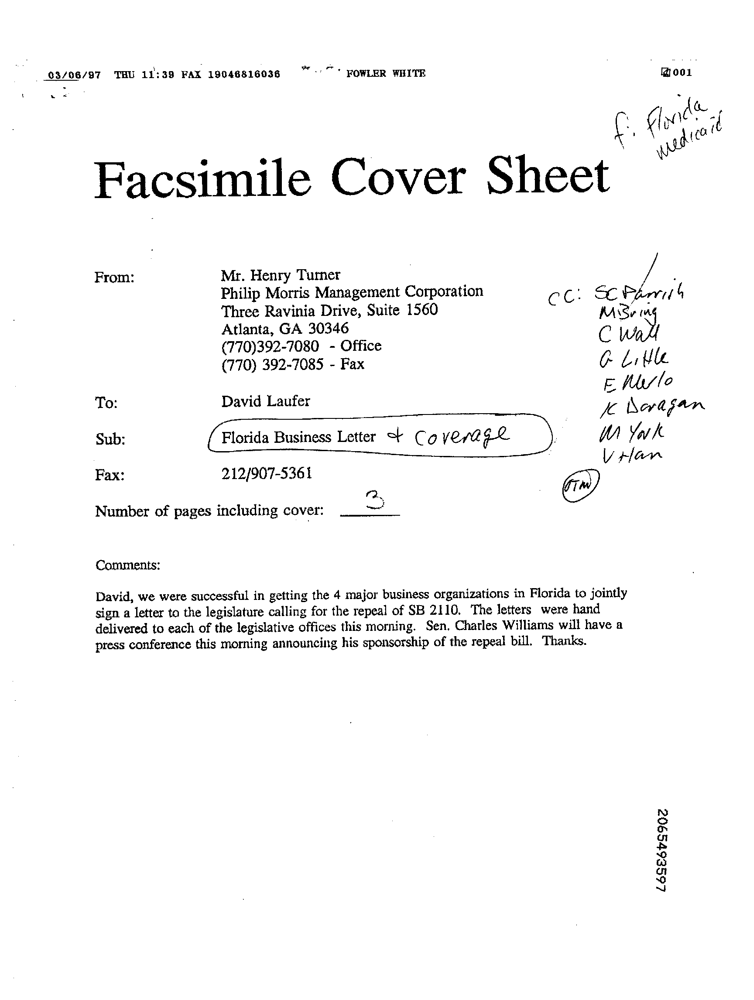 03/06/97 THU 11:39 FAX 19046816036 FOWLER WHITE 001
f: Florida
Medicaid
Facsimile Cover Sheet
From: Mr. Henry Turner
Philip Morris Management Corporation
Three Ravinia Drive, Suite 1560
Atlanta, GA 30346
(770)392-7080 - Office
(770) 392-7085 - Fax
CC: SC Parrish
M Bring
C Wall
G Little
E Merlo
K Doragan
M York
V Han
To: David Laufer
Sub: Florida Business Letter + Coverage
Fax: 212/907-5361
Number of pages including cover: 3
Comments:
David, we were successful in getting the 4 major business organizations in Florida to jointly
sign a letter to the legislature calling for the repeal of SB 2110. The letters were hand
delivered to each of the legislative offices this morning. Sen. Charles Williams will have a
press conference this morning announcing his sponsorship of the repeal bill. Thanks.
2065493597